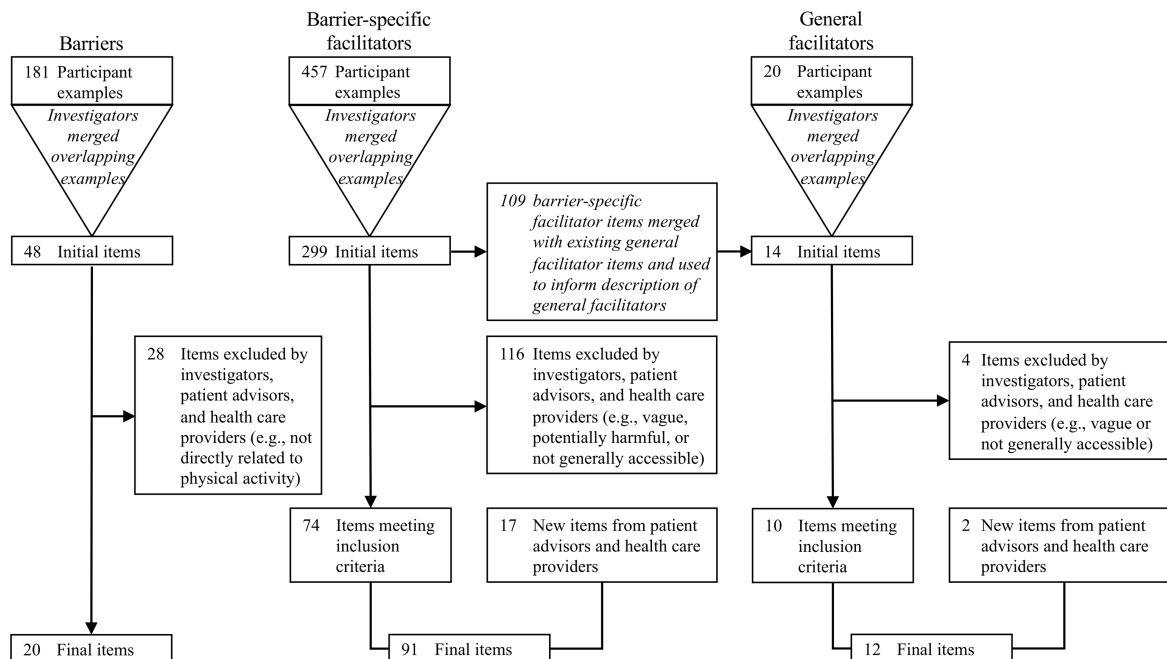 Barriers
181 Participant
examples
Investigators
merged
overlapping
examples
48 Initial items
28 Items excluded by
investigators,
patient advisors,
and health care
providers (e.g., not
directly related to
physical activity)
20 Final items
Barrier-specific
facilitators
457 Participant
examples
Investigators
merged
overlapping
examples
299 Initial items
109 barrier-specific
facilitator items merged
with existing general
facilitator items and used
to inform description of
general facilitators
116 Items excluded by
investigators, patient
advisors, and health care
providers (e.g., vague,
potentially harmful, or
not generally accessible)
74 Items meeting
inclusion
criteria
17 New items from patient
advisors and health care
providers
91 Final items
General
facilitators
20 Participant
examples
Investigators
merged
overlapping
examples
14 Initial items
4 Items excluded by
investigators, patient
advisors, and health care
providers (e.g., vague or
not generally accessible)
10 Items meeting
inclusion
criteria
2 New items from patient
advisors and health care
providers
12 Final items